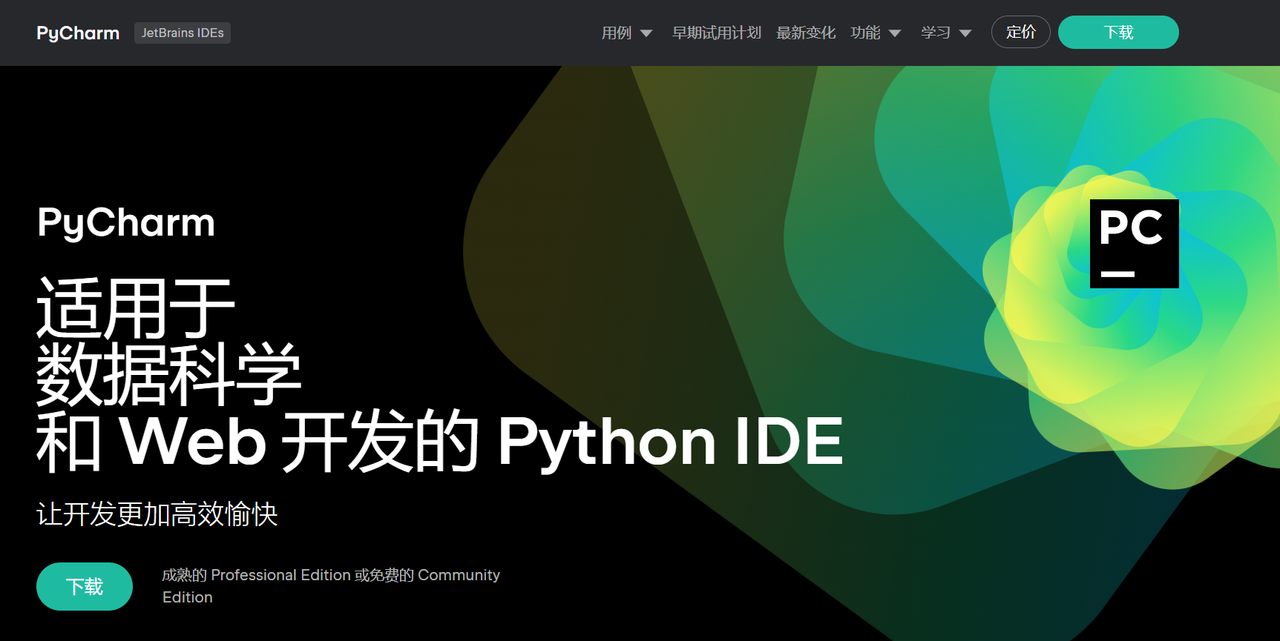 PyCharm JetBrains IDEs 用例 早期试用计划 最新变化 功能 学习 定价 下载
PC
PyCharm
适用于
数据科学
和 Web 开发的 Python IDE
让开发更加高效愉快
下载 成熟的 Professional Edition 或免费的 Community
Edition